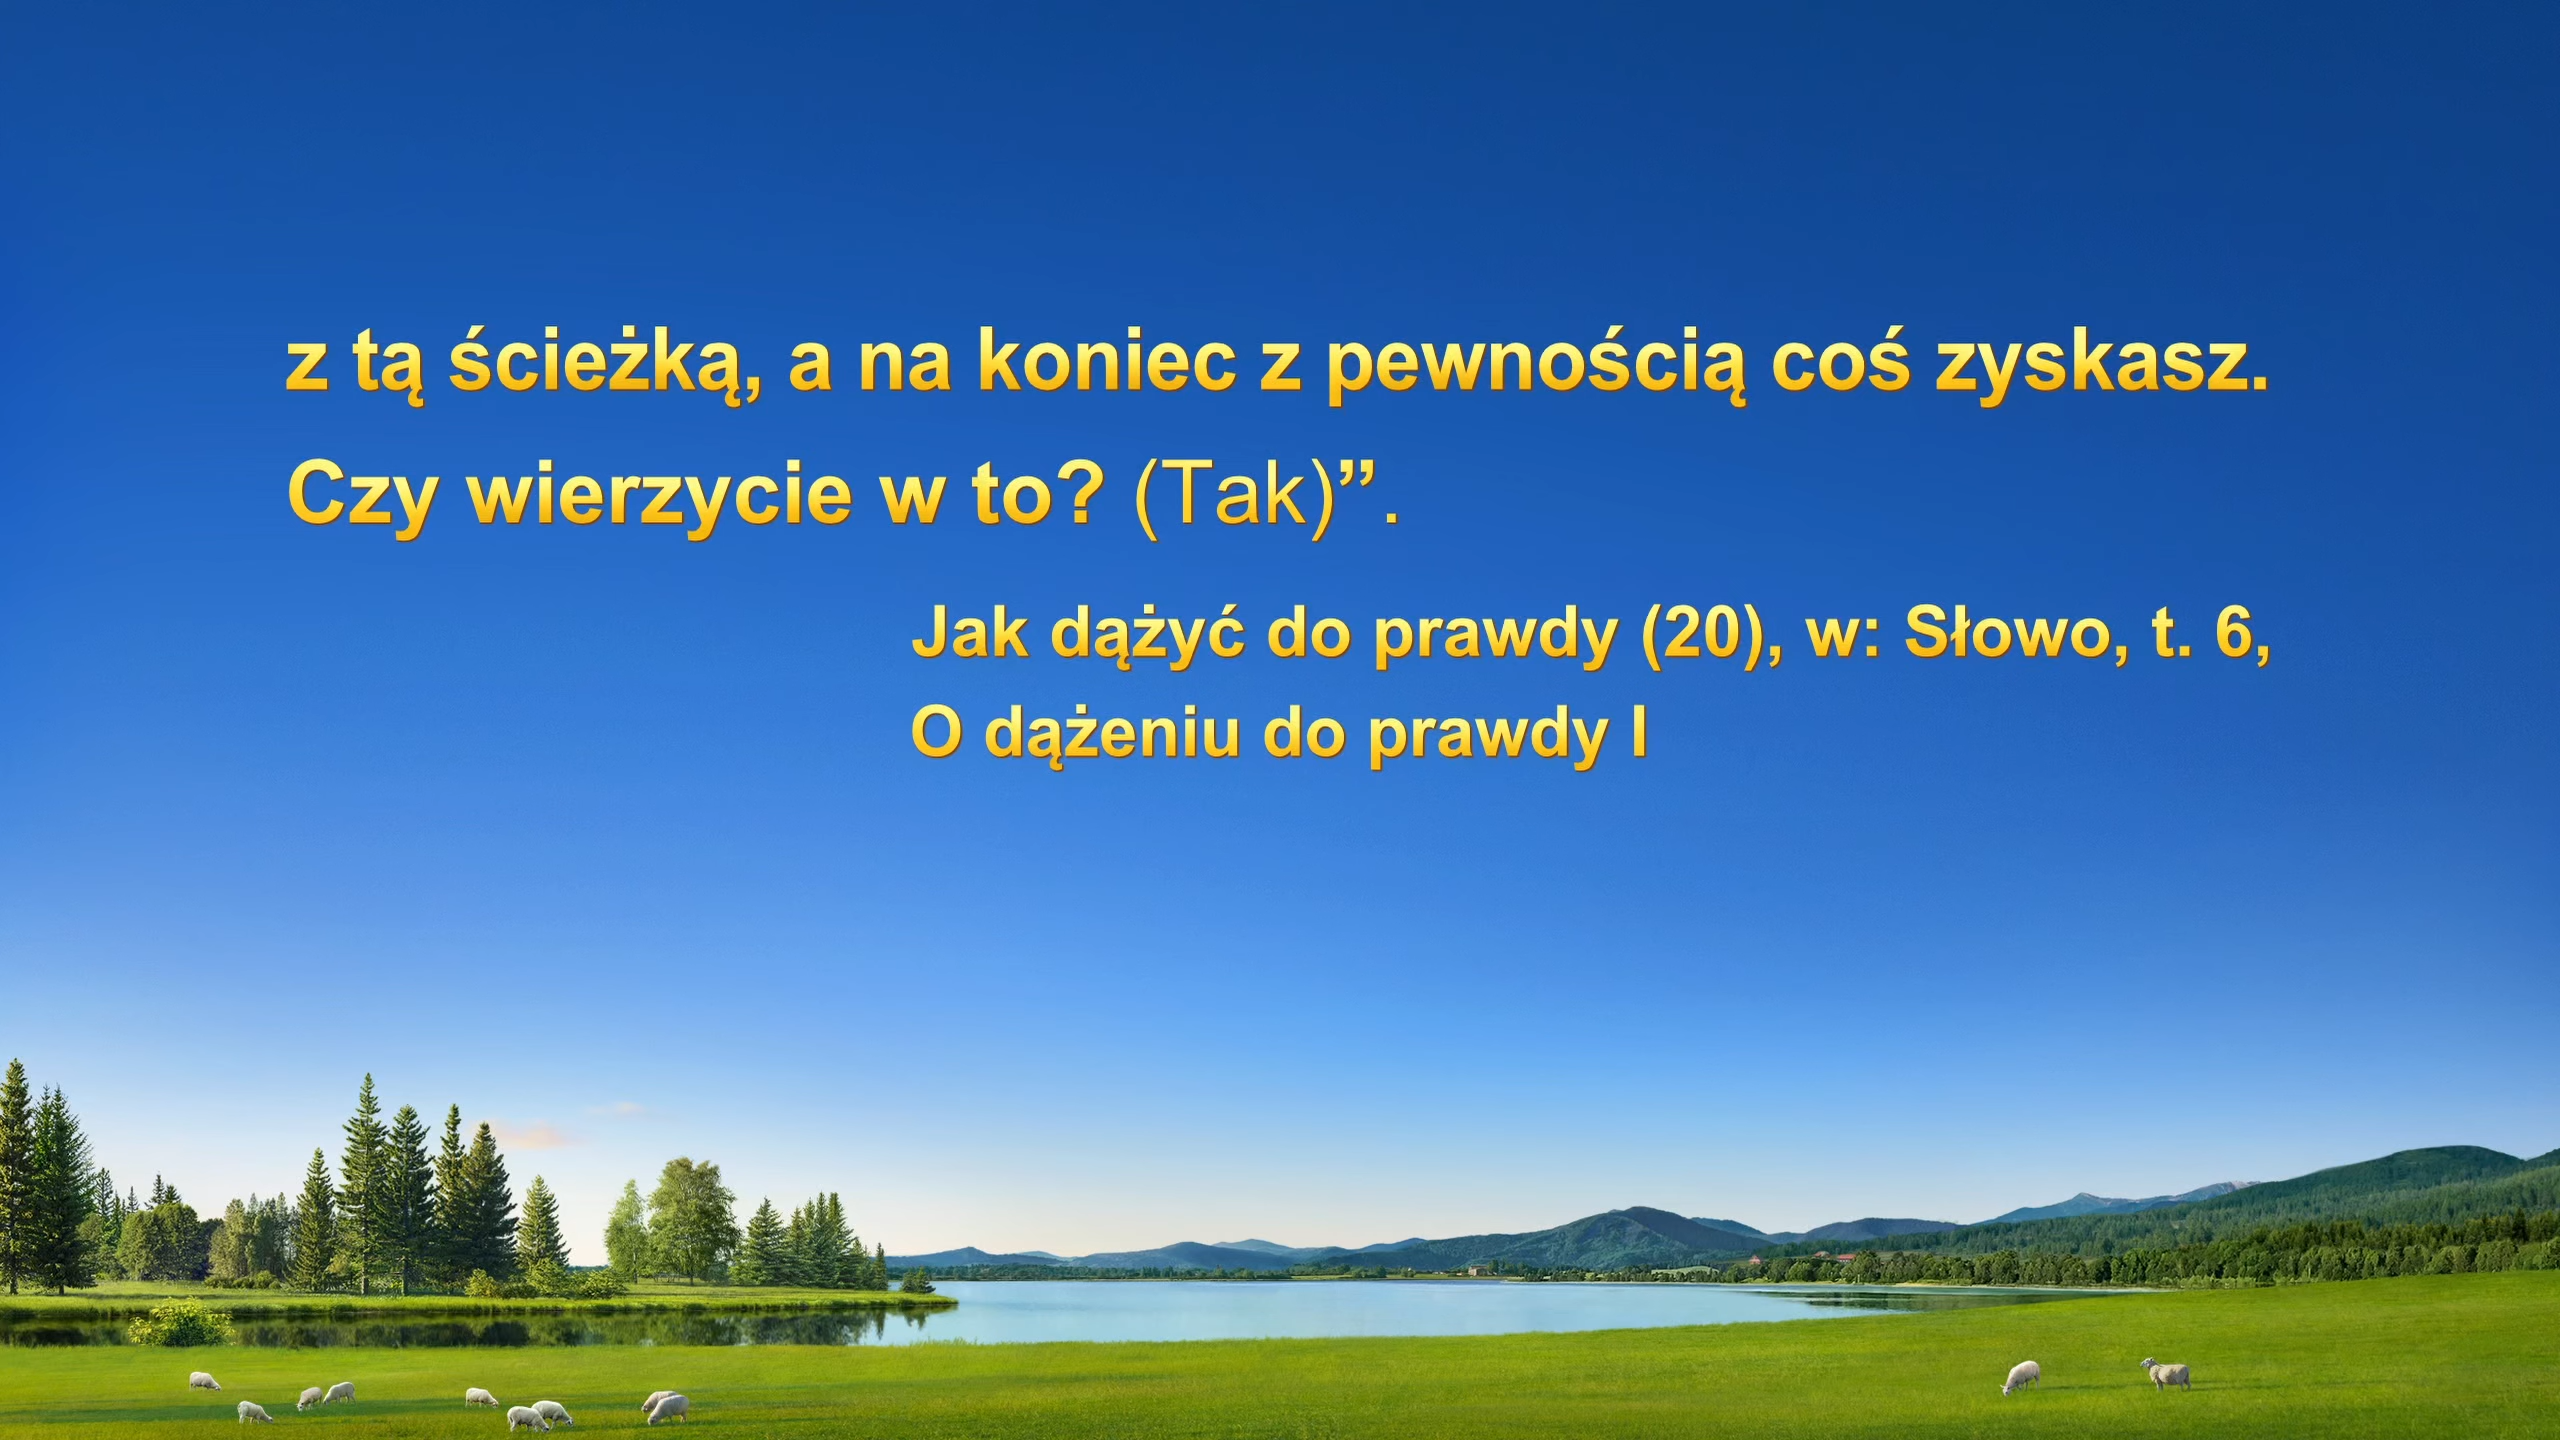 z tą ścieżką, a na koniec z pewnością coś zyskasz.
Czy wierzycie w to? (Tak)”.
Jak dążyć do prawdy (20), w: Słowo, t. 6,
O dążeniu do prawdy I